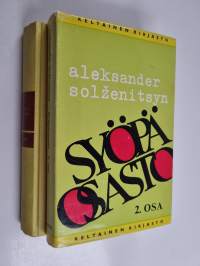 KELTAINEN KIRJASTO
aleksander
solženitsyn
SYÖPÄ
OSASTO
2. OSA
KELTAINEN KIRJASTO